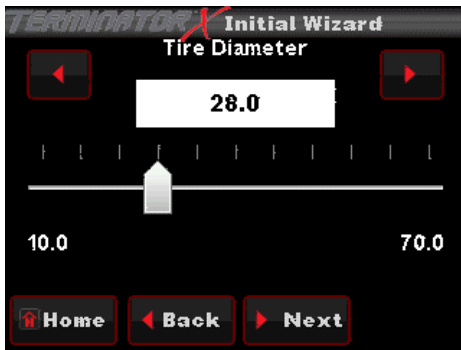 TERMINATOR X Initial Wizard
Tire Diameter
28.0
10.0 70.0
Home Back Next